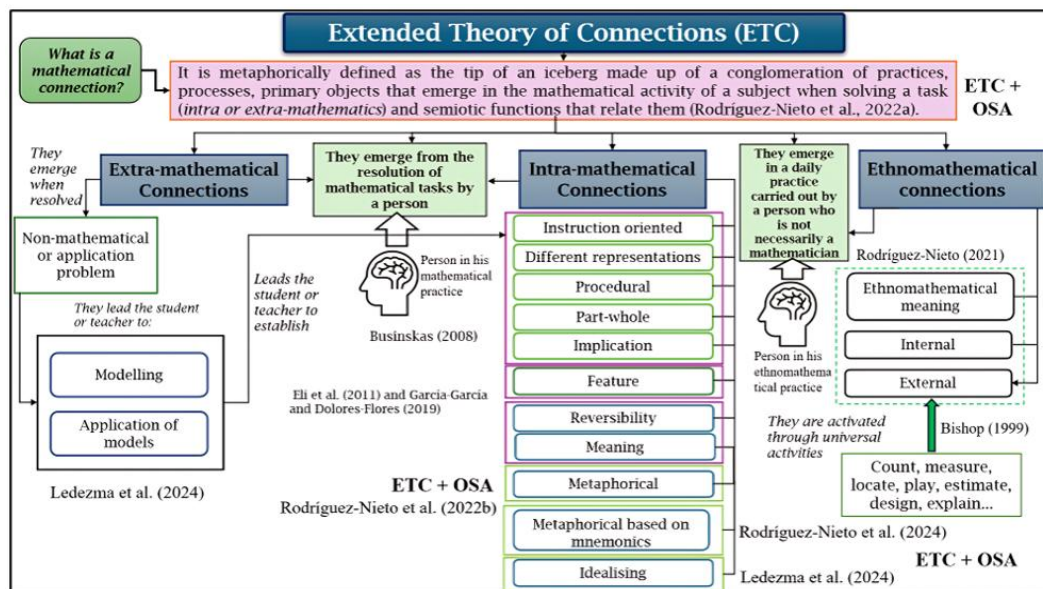 Extended Theory of Connections (ETC)
What is a
mathematical
connection?
It is metaphorically defined as the tip of an iceberg made up of a conglomeration of practices,
processes, primary objects that emerge in the mathematical activity of a subject when solving a task
(intra or extra-mathematics) and semiotic functions that relate them (Rodríguez-Nieto et al., 2022a).
ETC +
OSA
They
emerge
when
resolved
Extra-mathematical
Connections
They emerge from the
resolution of
mathematical tasks by
a person
Intra-mathematical
Connections
They emerge
in a daily
practice
carried out by
a person who
is not
necessarily a
mathematician
Ethnomathematical
connections
Non-mathematical
or application
problem
They lead the student
or teacher to:
Modelling
Application of
models
Ledezma et al. (2024)
Leads the
student or
teacher to
establish
Person in his
mathematical
practice
Businskas (2008)
Eli et al. (2011) and García-García
and Dolores-Flores (2019)
ETC + OSA
Rodríguez-Nieto et al. (2022b)
Instruction oriented
Different representations
Procedural
Part-whole
Implication
Feature
Reversibility
Meaning
Metaphorical
Metaphorical based on
mnemonics
Idealising
Rodríguez-Nieto et al. (2024)
Ledezma et al. (2024)
Person in his
ethnomathema
tical practice
Rodríguez-Nieto (2021)
Ethnomathematical
meaning
Internal
External
They are activated
through universal
activities
Bishop (1999)
Count, measure,
locate, play, estimate,
design, explain...
ETC + OSA